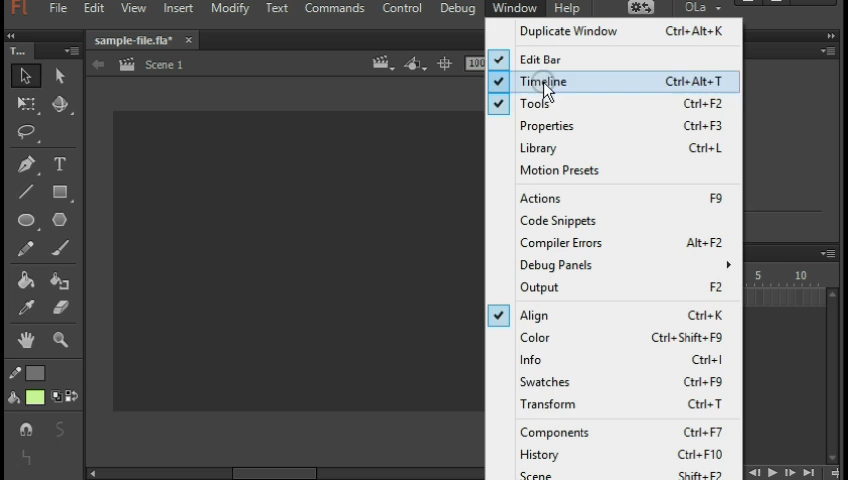 Fl File Edit View Insert Modify Text Commands Control Debug Window Help OLa
T...
sample-file.fla* ×
Scene 1
100
Duplicate Window Ctrl+Alt+K
Edit Bar
Timeline Ctrl+Alt+T
Tools Ctrl+F2
Properties Ctrl+F3
Library Ctrl+L
Motion Presets
Actions F9
Code Snippets
Compiler Errors Alt+F2
Debug Panels
Output F2
Align Ctrl+K
Color Ctrl+Shift+F9
Info Ctrl+I
Swatches Ctrl+F9
Transform Ctrl+T
Components Ctrl+F7
History Ctrl+F10
Scene Shift+F2
5 10